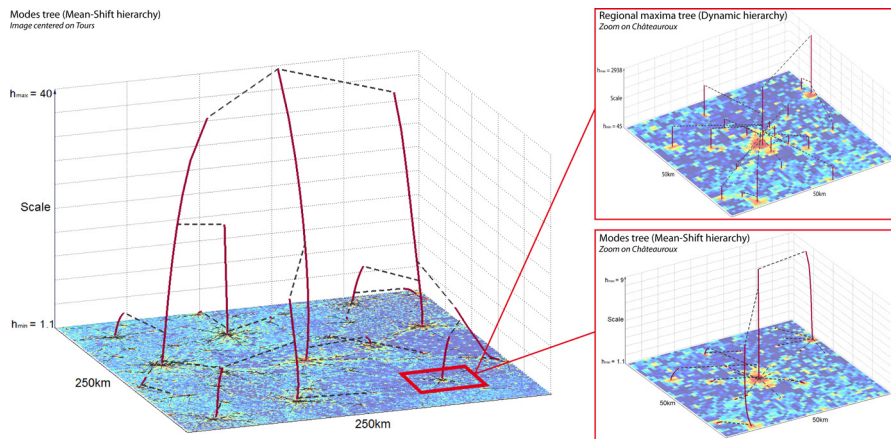 Modes tree (Mean-Shift hierarchy)
Image centered on Tours
hmax = 40
Scale
hmin = 1.1
250km
250km
Regional maxima tree (Dynamic hierarchy)
Zoom on Châteauroux
hmax = 2938
Scale
hmin = 45
50km
50km
Modes tree (Mean-Shift hierarchy)
Zoom on Châteauroux
hmax = 9
Scale
hmin = 1.1
50km
50km